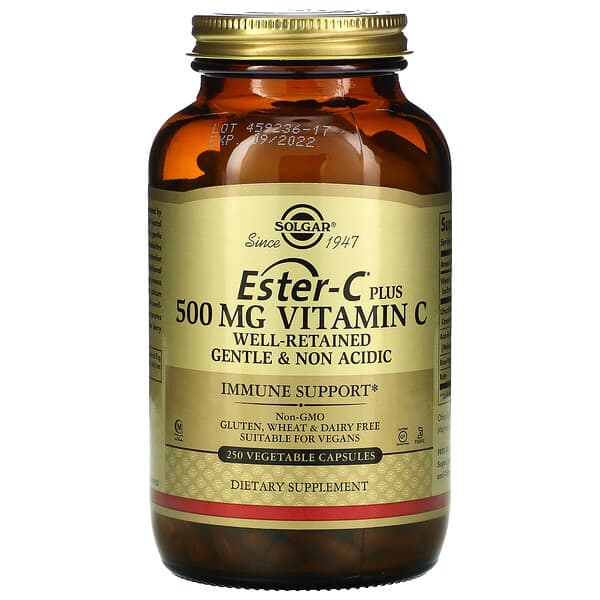 LOT 459236-17
EXP. 09/2022
SOLGAR®
Since 1947
Ester-C® PLUS
500 MG VITAMIN C
WELL-RETAINED
GENTLE & NON ACIDIC
IMMUNE SUPPORT*
Non-GMO
GLUTEN, WHEAT & DAIRY FREE
SUITABLE FOR VEGANS
250 VEGETABLE CAPSULES
DIETARY SUPPLEMENT